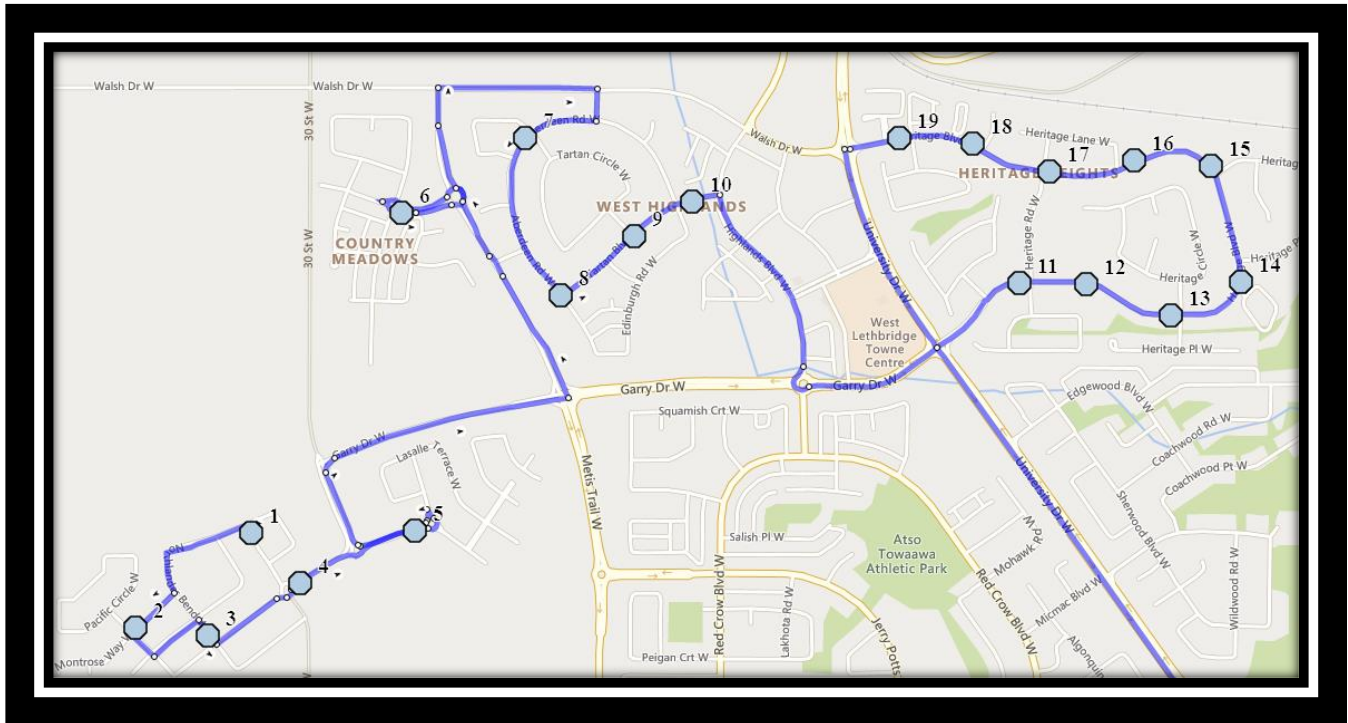 Walsh Dr W
Walsh Dr W
30 St W
7
Rd W
Tartan Circle W
Walsh Dr W
19
18
Heritage Lane W
17
16
15
HERITAGE HEIGHTS
6
COUNTRY
MEADOWS
30 St W
Aberdeen Rd W
8
9
10
WEST HIGHLANDS
Edinburgh Rd W
Highlands Blvd W
University Dr W
West
Lethbridge
Towne
Centre
Heritage Rd W
11
12
13
14
Heritage
Circle W
Heritage Pl W
Garry Dr W
Garry Dr W
Squamish Crt W
Edgewood Blvd W
Coachwood Rd W
Coachwood Pt W
Garry Dr W
Lasalle Terrace W
Metis Trail W
University Dr W
Sherwood Blvd W
Wildwood Rd W
1
2
3
4
5
Pacific Circle W
Montrose Way W
Salish Pl W
Atso
Towaawa
Athletic Park
Mohawk Rd W
Micmac Blvd W
Red Crow Blvd W
Red Crow Blvd W
Lakhota Rd W
Jerry Potts
Peigan Crt W
Algonquin